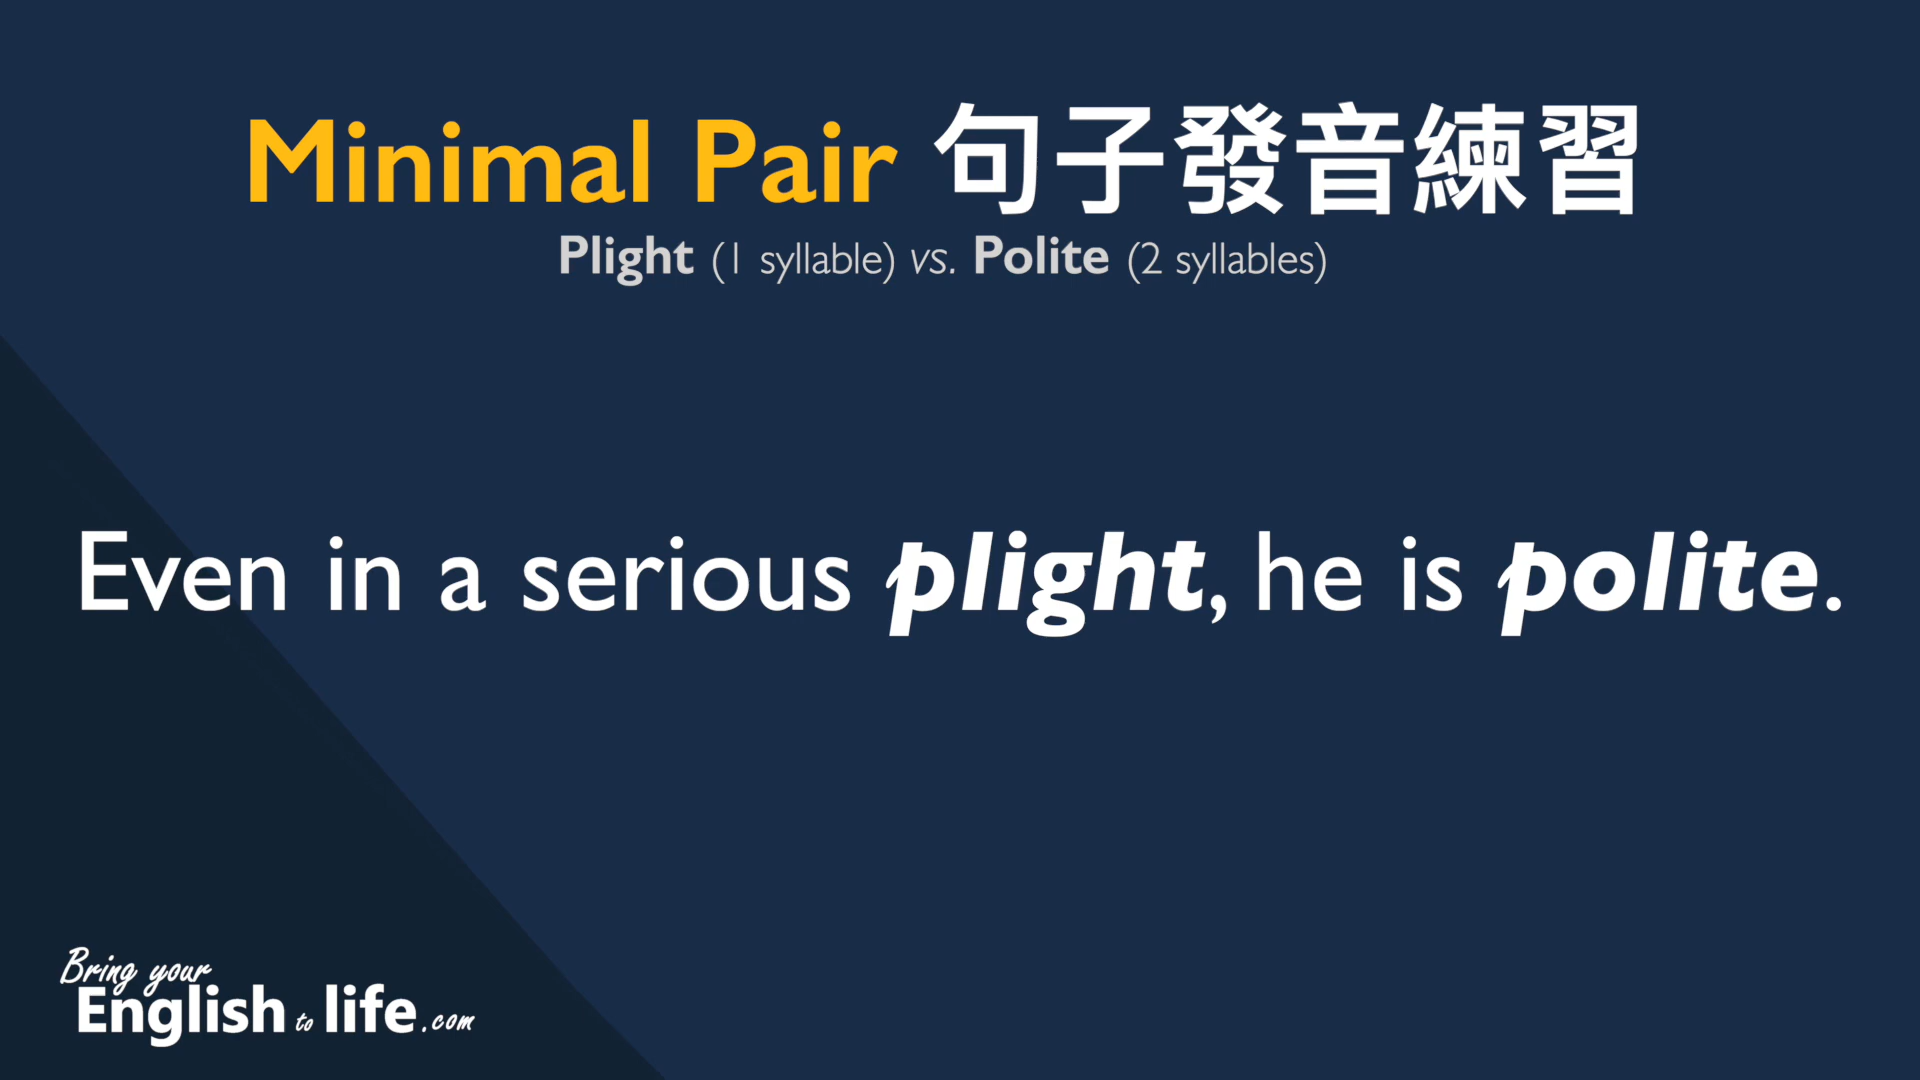 Minimal Pair 句子發音練習
Plight (1 syllable) vs. Polite (2 syllables)
Even in a serious plight, he is polite.
Bring your
English to life.com